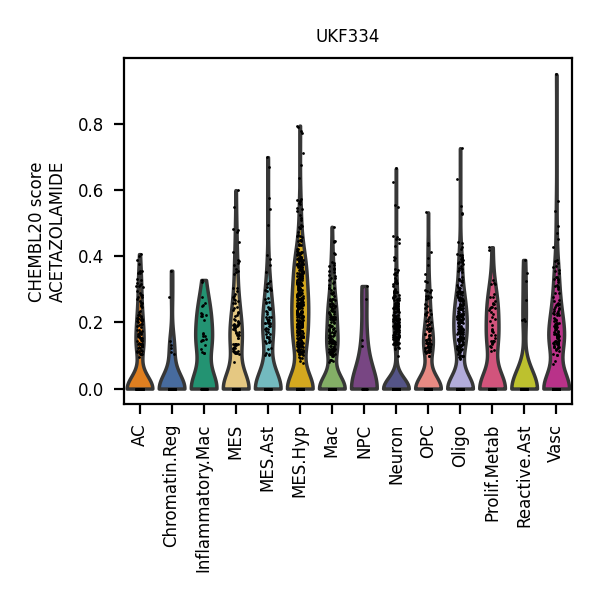 UKF334
CHEMBL20 score
ACETAZOLAMIDE
0.8
0.6
0.4
0.2
0.0
AC
Chromatin.Reg
Inflammatory.Mac
MES
MES.Ast
MES.Hyp
Mac
NPC
Neuron
OPC
Oligo
Prolif.Metab
Reactive.Ast
Vasc